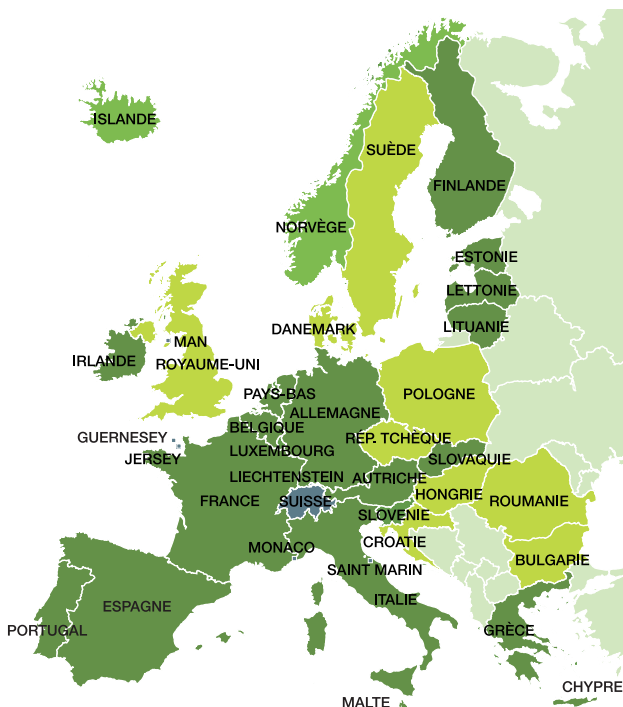 ISLANDE
SUÈDE
FINLANDE
NORVÈGE
ESTONIE
LETTONIE
LITUANIE
DANEMARK
MAN
IRLANDE
ROYAUME-UNI
PAYS-BAS
POLOGNE
ALLEMAGNE
BELGIQUE
GUERNESEY
RÉP. TCHÈQUE
JERSEY
LUXEMBOURG
SLOVAQUIE
LIECHTENSTEIN
AUTRICHE
FRANCE
SUISSE
HONGRIE
ROUMANIE
SLOVENIE
CROATIE
MONACO
BULGARIE
SAINT MARIN
ESPAGNE
ITALIE
PORTUGAL
GRÈCE
CHYPRE
MALTE